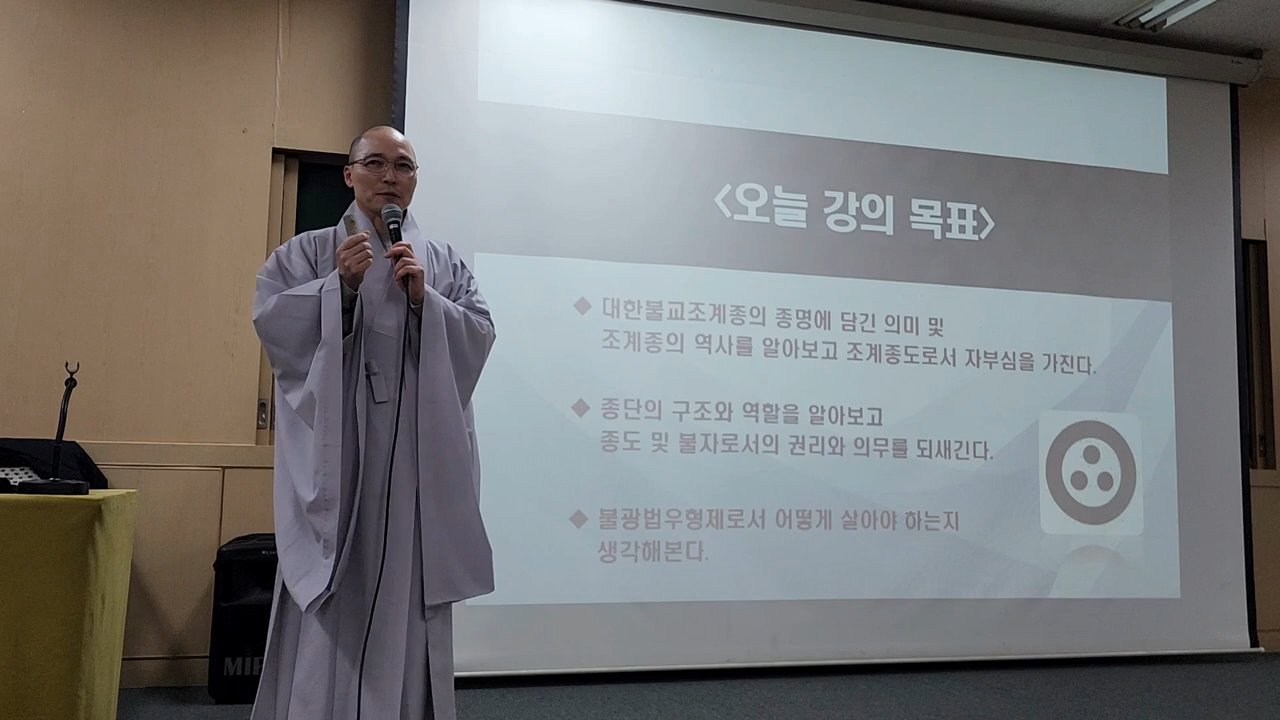 <오늘 강의 목표>
◆ 대한불교조계종의 종명에 담긴 의미 및
조계종의 역사를 알아보고 조계종도로서 자부심을 가진다.
◆ 종단의 구조와 역할을 알아보고
종도 및 불자로서의 권리와 의무를 되새긴다.
◆ 불광법우형제로서 어떻게 살아야 하는지
생각해본다.